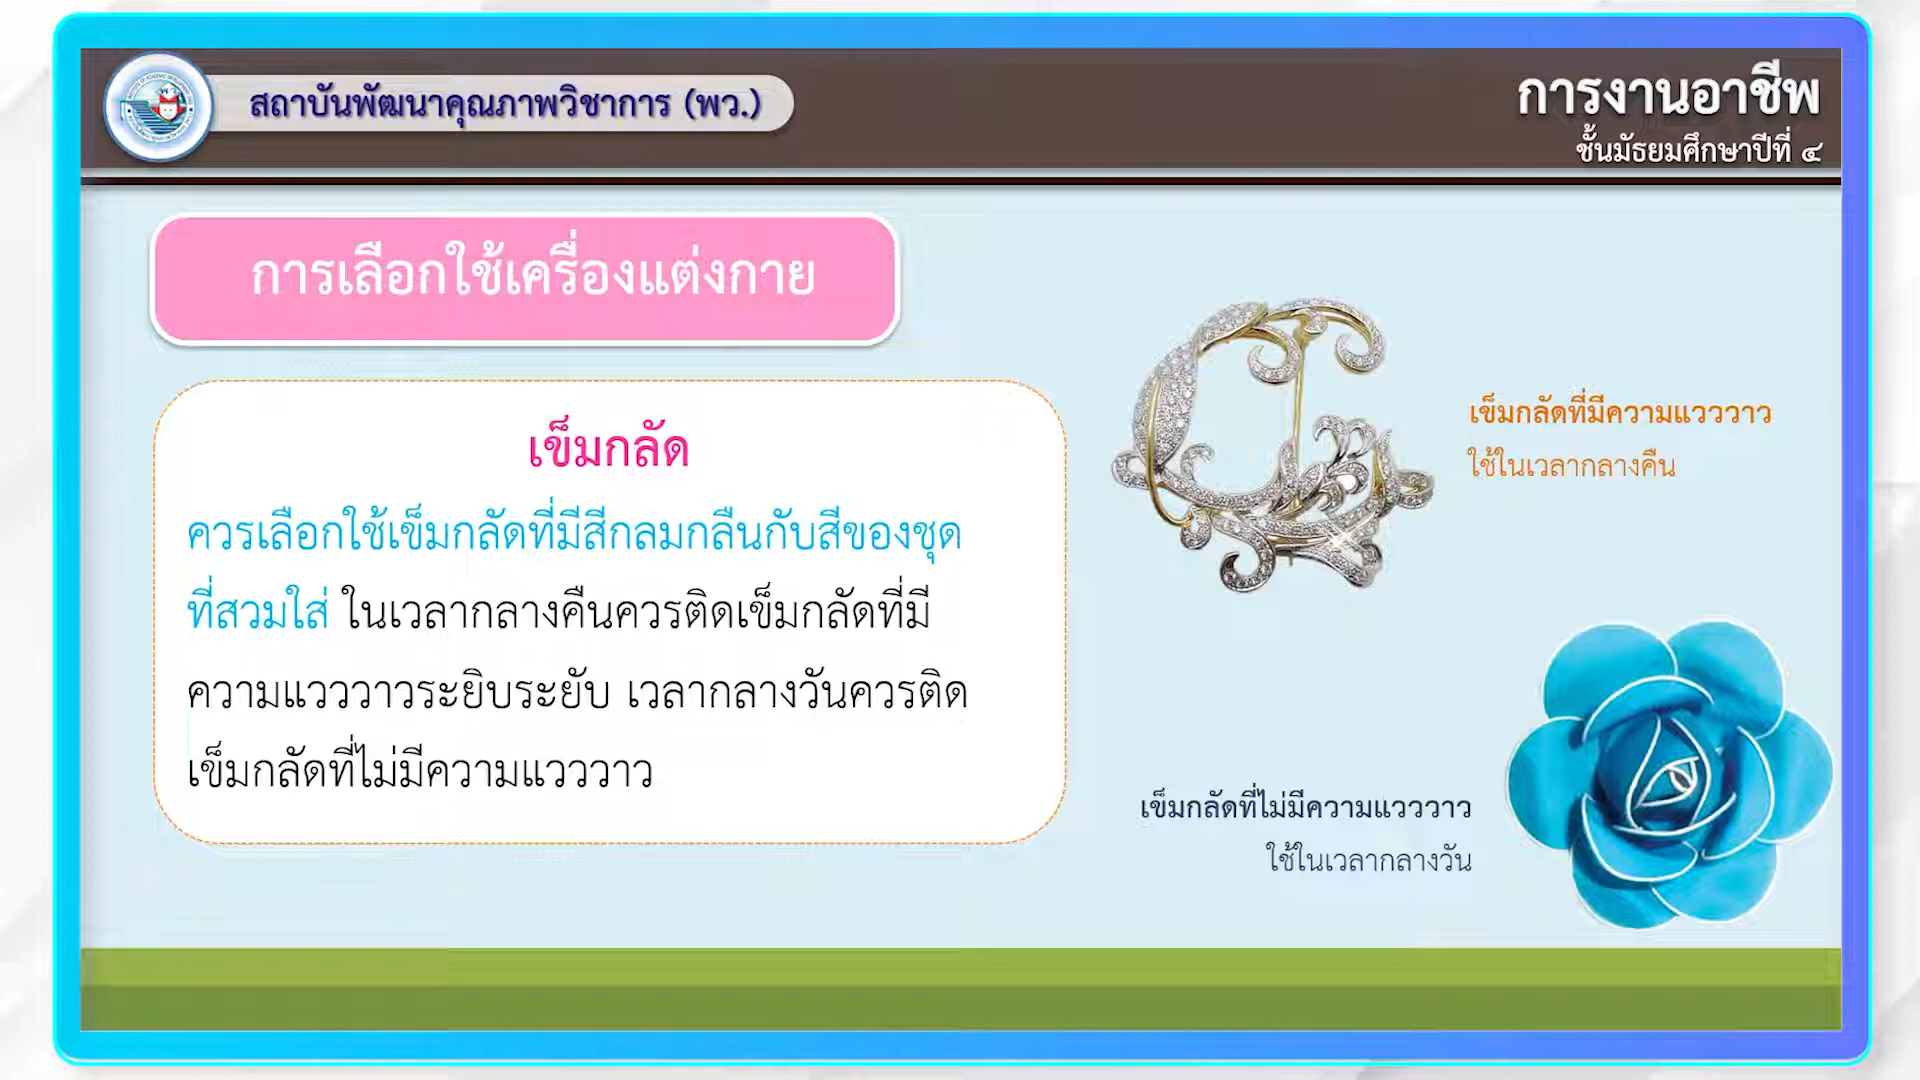 สถาบันพัฒนาคุณภาพวิชาการ (พว.)
การงานอาชีพ
ชั้นมัธยมศึกษาปีที่ ๔
การเลือกใช้เครื่องแต่งกาย
เข็มกลัด
ควรเลือกใช้เข็มกลัดที่มีสีกลมกลืนกับสีของชุด
ที่สวมใส่ ในเวลากลางคืนควรติดเข็มกลัดที่มี
ความแวววาวระยิบระยับ เวลากลางวันควรติด
เข็มกลัดที่ไม่มีความแวววาว
เข็มกลัดที่มีความแวววาว
ใช้ในเวลากลางคืน
เข็มกลัดที่ไม่มีความแวววาว
ใช้ในเวลากลางวัน